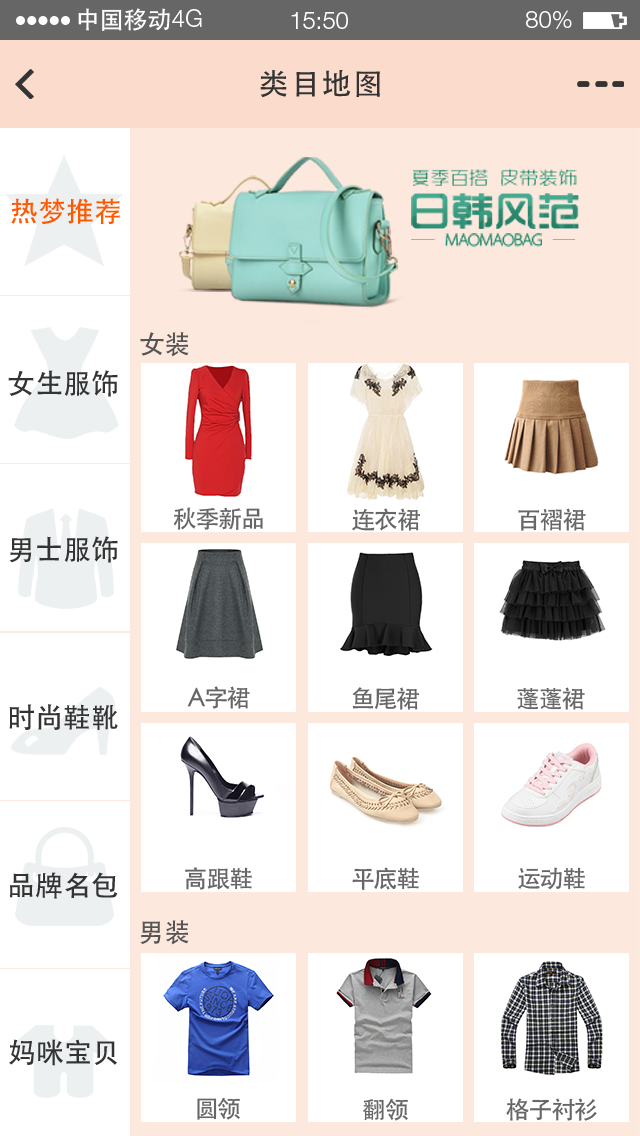 中国移动4G
15:50
80%
类目地图
热梦推荐
女生服饰
男士服饰
时尚鞋靴
品牌名包
妈咪宝贝
夏季百搭 皮带装饰
日韩风范
MAOMAOBAG
女装
秋季新品
连衣裙
百褶裙
A字裙
鱼尾裙
蓬蓬裙
高跟鞋
平底鞋
运动鞋
男装
圆领
翻领
格子衬衫